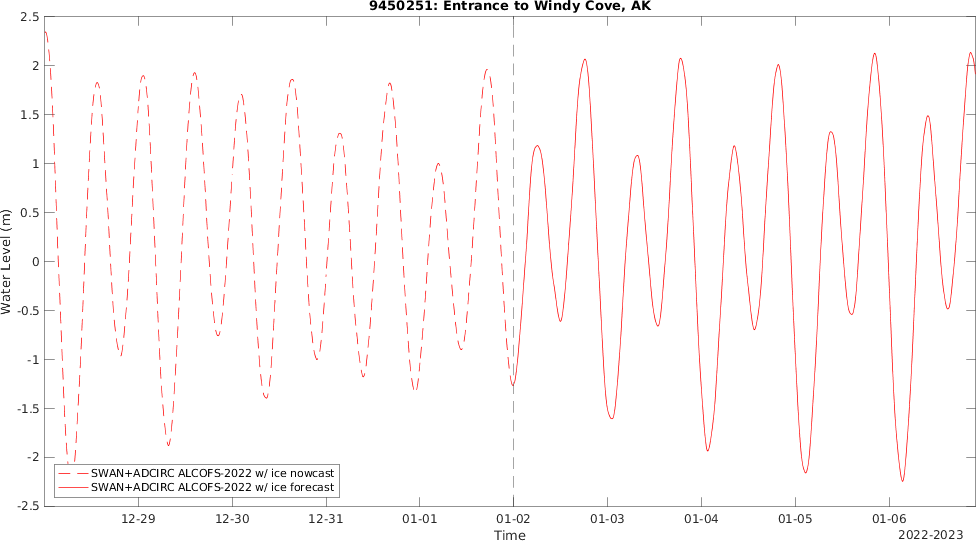 9450251: Entrance to Windy Cove, AK
2.5
2
1.5
1
0.5
0
-0.5
-1
-1.5
-2
-2.5
Water Level (m)
SWAN+ADCIRC ALCOFS-2022 w/ ice nowcast
SWAN+ADCIRC ALCOFS-2022 w/ ice forecast
12-29 12-30 12-31 01-01 01-02 01-03 01-04 01-05 01-06
Time
2022-2023